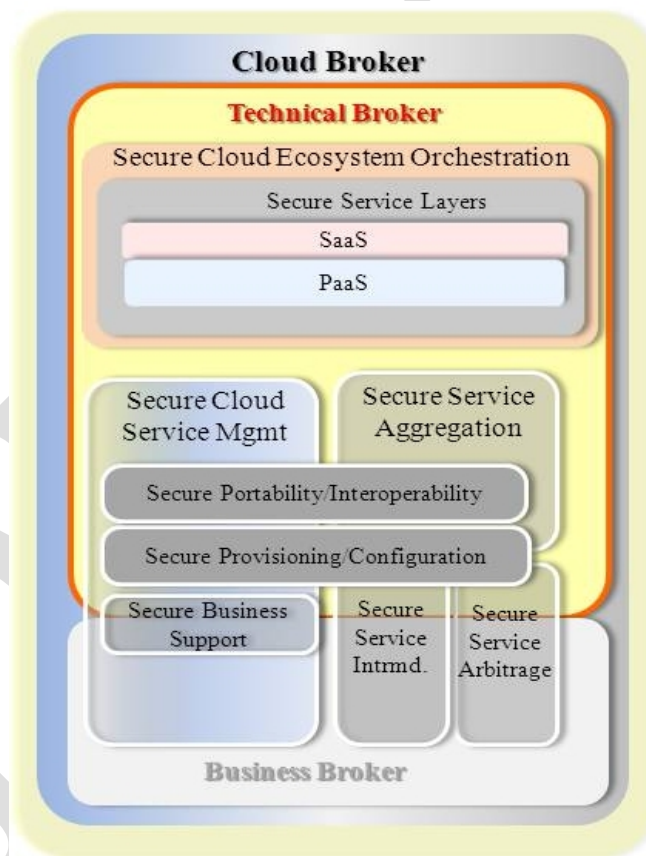 Cloud Broker
Technical Broker
Secure Cloud Ecosystem Orchestration
Secure Service Layers
SaaS
PaaS
Secure Cloud
Service Mgmt
Secure Service
Aggregation
Secure Portability/Interoperability
Secure Provisioning/Configuration
Secure Business
Support
Secure
Service
Intrmd.
Secure
Service
Arbitrage
Business Broker